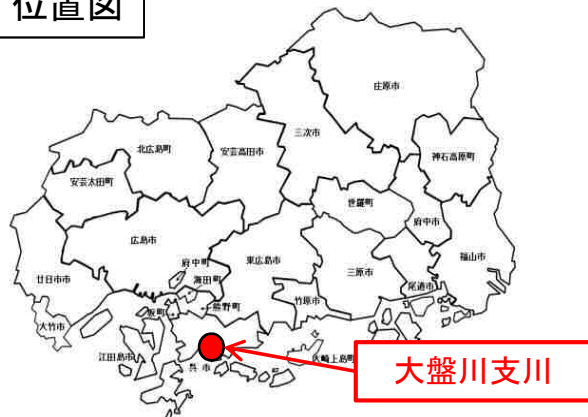 位置図
庄原市
三次市
北広島町
安芸高田市
神石高原町
安芸太田町
世羅町
府中市
広島市
府中町
東広島市
福山市
海田町
三原市
尾道市
廿日市市
熊野町
竹原市
坂町
大竹市
江田島市
大崎上島町
呉市
大盤川支川